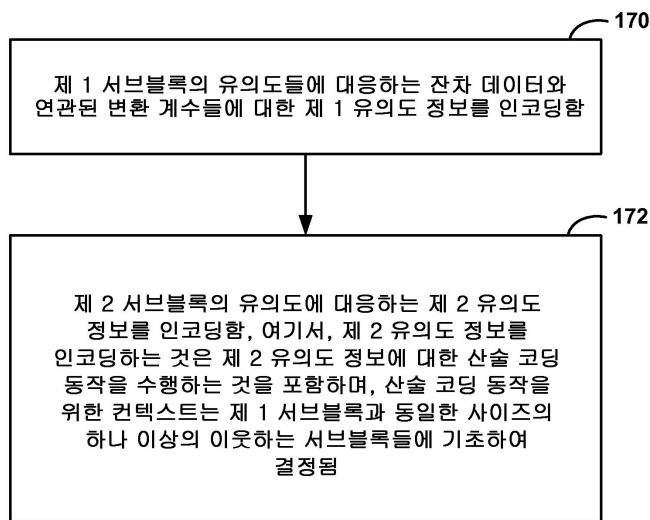 170
제 1 서브블록의 유의도들에 대응하는 잔차 데이터와
연관된 변환 계수들에 대한 제 1 유의도 정보를 인코딩함
172
제 2 서브블록의 유의도에 대응하는 제 2 유의도
정보를 인코딩함, 여기서, 제 2 유의도 정보를
인코딩하는 것은 제 2 유의도 정보에 대한 산술 코딩
동작을 수행하는 것을 포함하며, 산술 코딩 동작을
위한 컨텍스트는 제 1 서브블록과 동일한 사이즈의
하나 이상의 이웃하는 서브블록들에 기초하여
결정됨